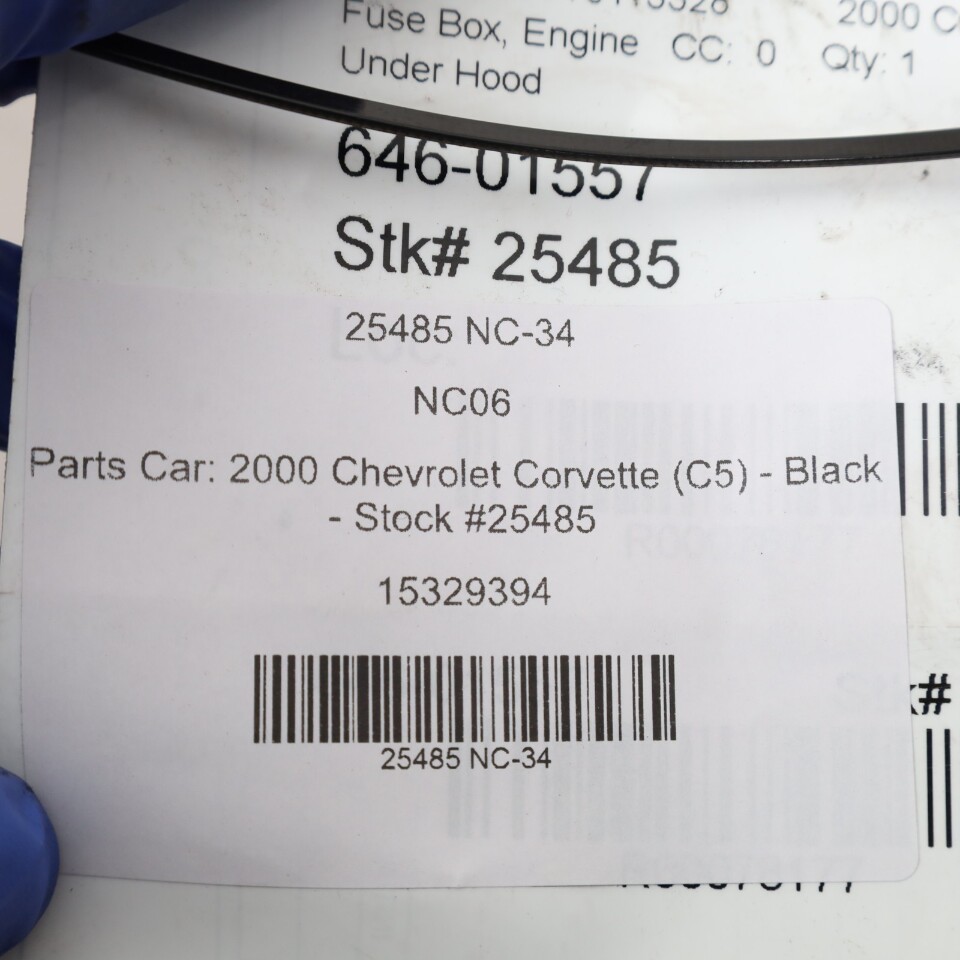 2000
Fuse Box, Engine CC: 0 Qty: 1
Under Hood
646-01557
Stk# 25485
25485 NC-34
NC06
Parts Car: 2000 Chevrolet Corvette (C5) - Black
- Stock #25485
15329394
25485 NC-34
Stk#